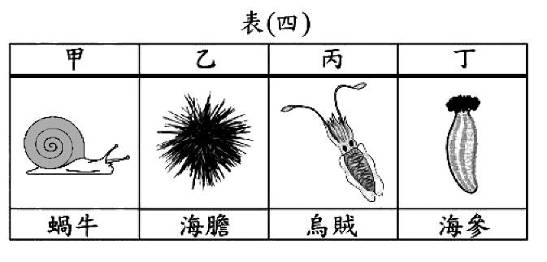 表(四)
甲 乙 丙 丁
蝸牛 海膽 烏賊 海參